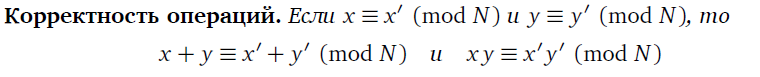 Корректность операций. Если x ≡ x′ (mod N) и y ≡ y′ (mod N), то
x + y ≡ x′ + y′ (mod N) и xy ≡ x′y′ (mod N)